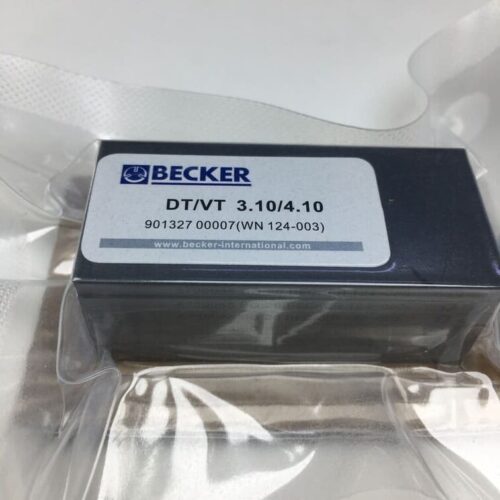 BECKER
DT/VT 3.10/4.10
901327 00007(WN 124-003)
www.becker-international.com/